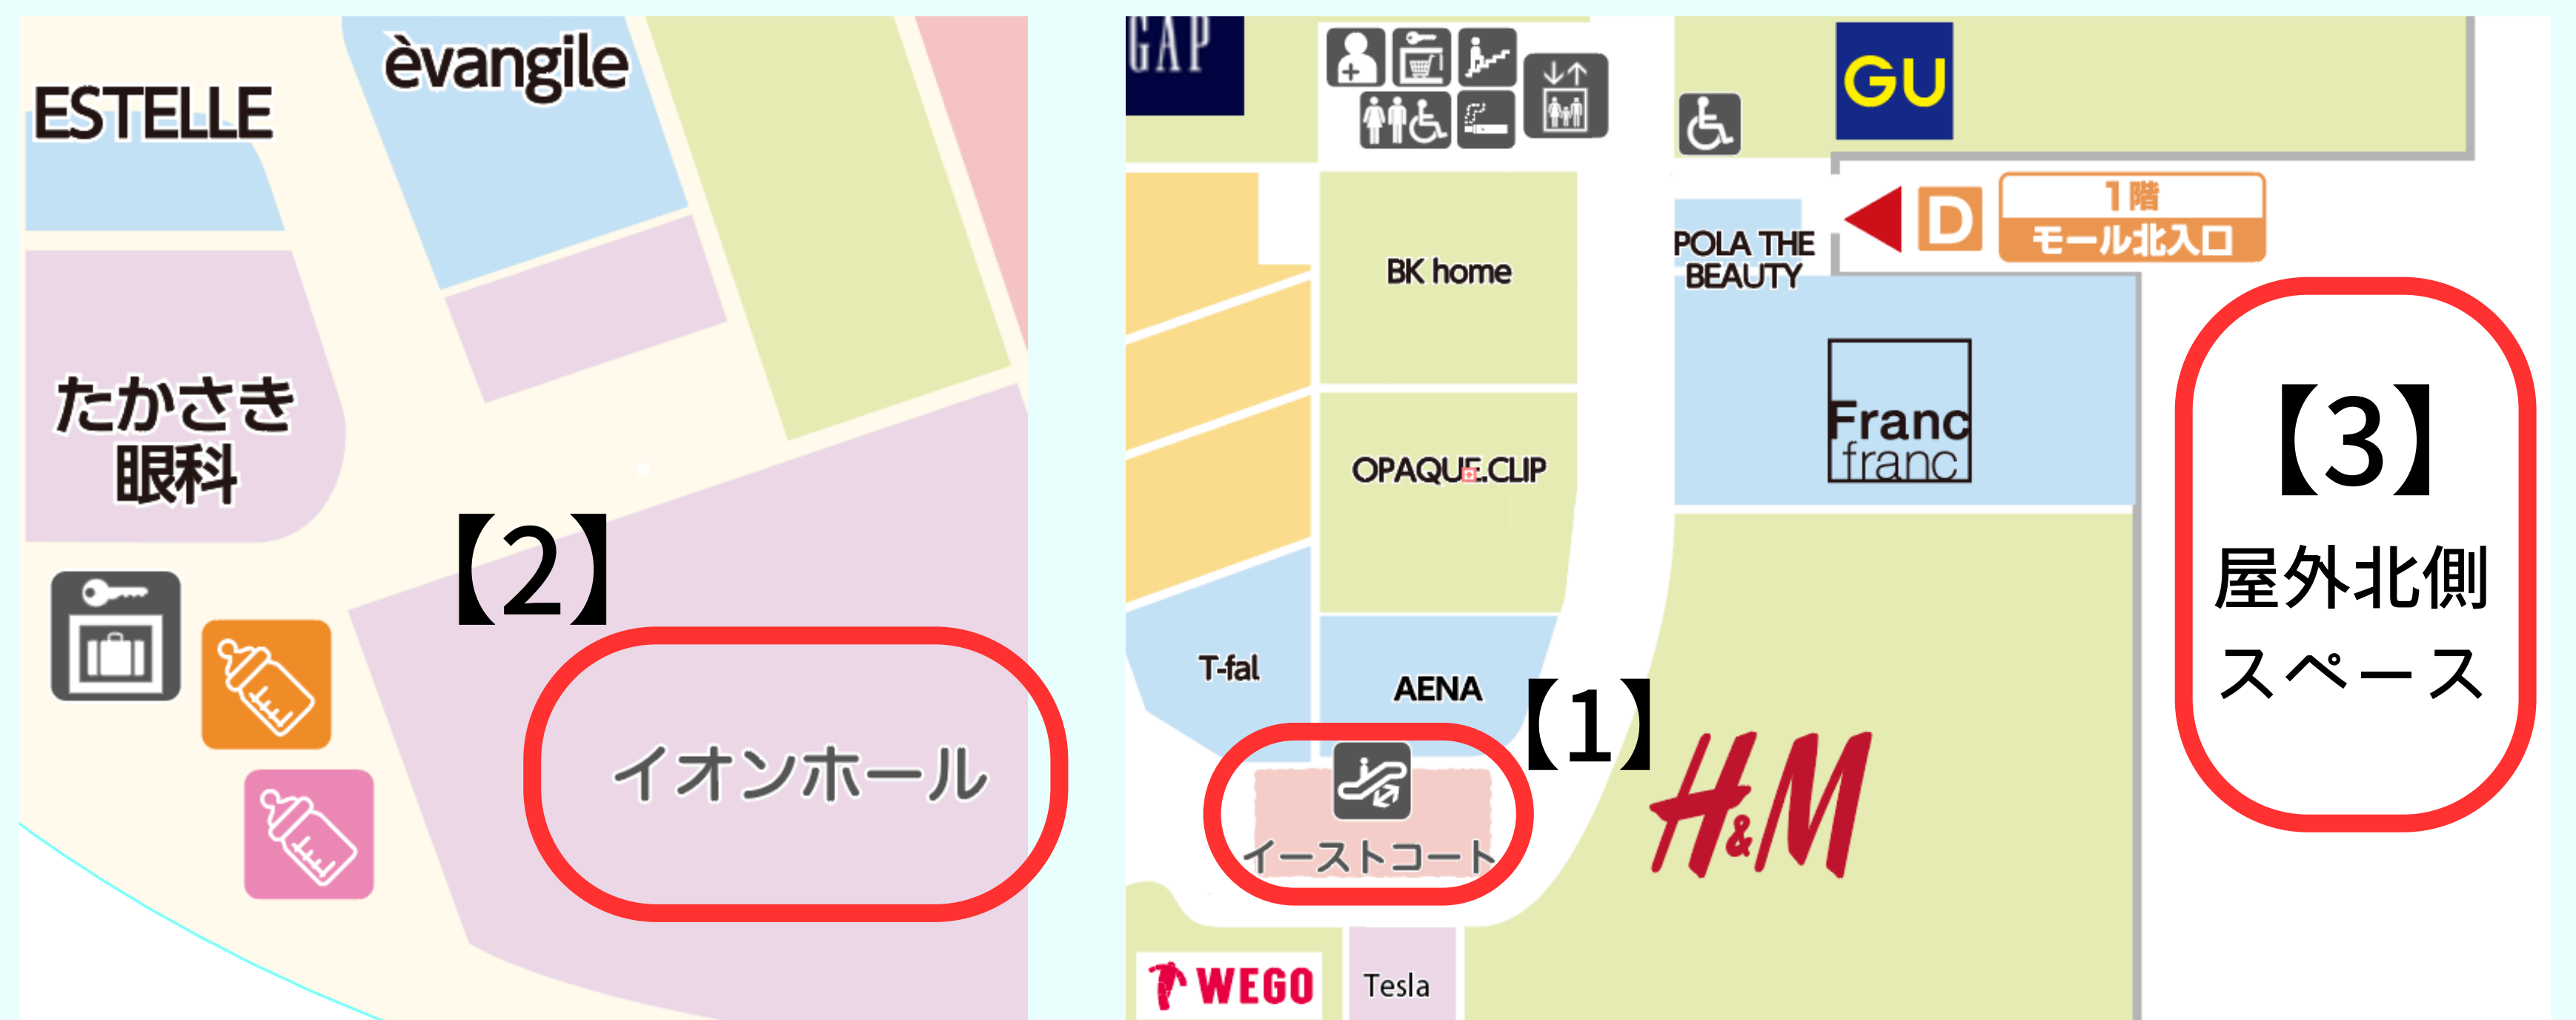 ESTELLE
èvangile
たかさき
眼科
【2】
イオンホール
GAP
GU
BK home
POLA THE
BEAUTY
D
1階
モール北入口
OPAQUE.CLIP
Franc
franc
【3】
屋外北側
スペース
T-fal
AENA
【1】
イーストコート
H&M
WEGO
Tesla